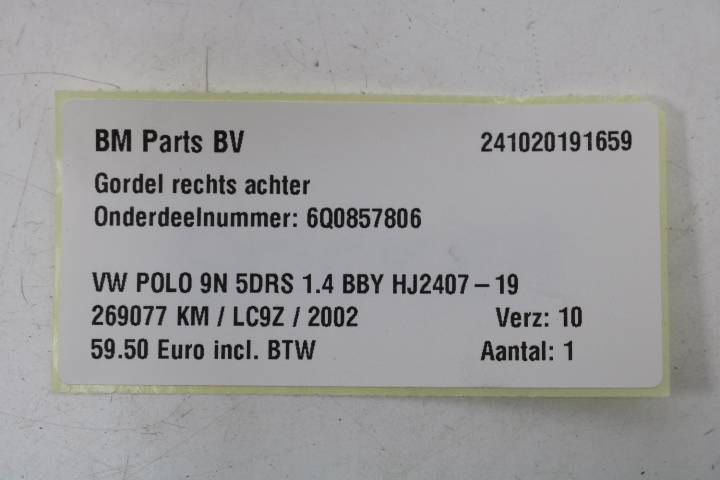 BM Parts BV 241020191659
Gordel rechts achter
Onderdeelnummer: 6Q0857806
VW POLO 9N 5DRS 1.4 BBY HJ2407 – 19
269077 KM / LC9Z / 2002 Verz: 10
59.50 Euro incl. BTW Aantal: 1